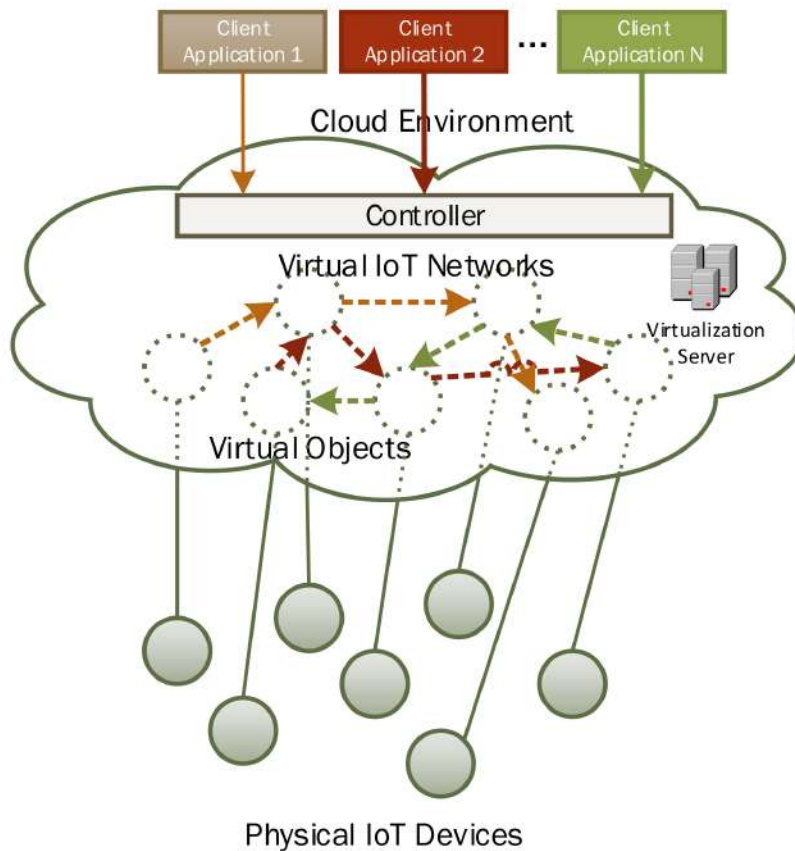 Client
Application 1
Client
Application 2
...
Client
Application N
Cloud Environment
Controller
Virtual IoT Networks
Virtualization
Server
Virtual Objects
Physical IoT Devices